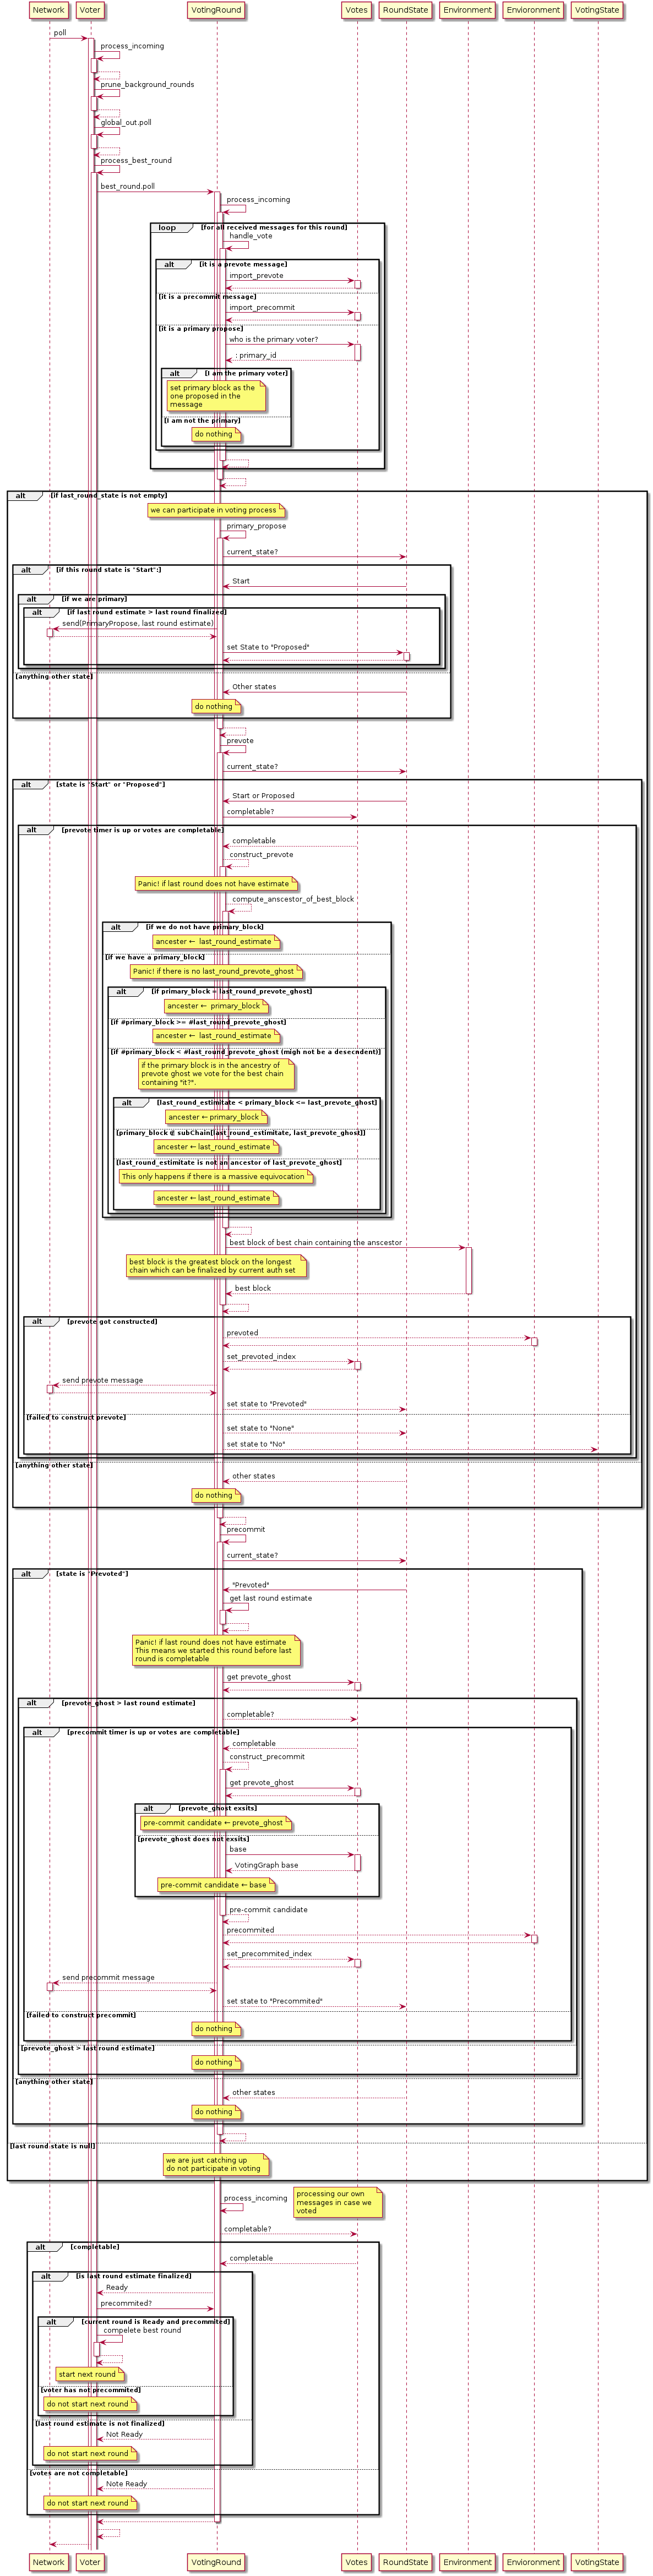 Network Voter VotingRound Votes RoundState Environment Envioronment VotingState
poll
process_incoming
prune_background_rounds
global_out.poll
process_best_round
best_round.poll
process_incoming
loop [for all received messages for this round]
handle_vote
alt [it is a prevote message]
import_prevote
[it is a precommit message]
import_precommit
[it is a primary propose]
who is the primary voter?
: primary_id
alt [I am the primary voter]
set primary block as the
one proposed in the
message
[I am not the primary]
do nothing
alt [if last_round_state is not empty]
we can participate in voting process
primary_propose
current_state?
alt [if this round state is "Start":]
Start
alt [if we are primary]
alt [if last round estimate > last round finalized]
send(PrimaryPropose, last round estimate)
set State to "Proposed"
[anything other state]
Other states
do nothing
prevote
current_state?
alt [state is "Start" or "Proposed"]
Start or Proposed
completable?
alt [prevote timer is up or votes are completable]
completable
construct_prevote
Panic! if last round does not have estimate
compute_anscestor_of_best_block
alt [if we do not have primary_block]
ancester ← last_round_estimate
[if we have a primary_block]
Panic! if there is no last_round_prevote_ghost
alt [if primary_block = last_round_prevote_ghost]
ancester ← primary_block
[if #primary_block >= #last_round_prevote_ghost]
ancester ← last_round_estimate
[if #primary_block < #last_round_prevote_ghost (migh not be a desecndent)]
if the primary block is in the ancestry of
prevote ghost we vote for the best chain
containing "it?".
alt [last_round_estimitate < primary_block <= last_prevote_ghost]
ancester ← primary_block
[primary_block ∉ subChain[last_round_estimitate, last_prevote_ghost]]
ancester ← last_round_estimate
[last_round_estimitate is not an ancestor of last_prevote_ghost]
This only happens if there is a massive equivocation
ancester ← last_round_estimate
best block of best chain containing the anscestor
best block is the greatest block on the longest
chain which can be finalized by current auth set
best block
alt [prevote got constructed]
prevoted
set_prevoted_index
send prevote message
set state to "Prevoted"
[failed to construct prevote]
set state to "None"
set state to "No"
[anything other state]
other states
do nothing
precommit
current_state?
alt [state is "Prevoted"]
"Prevoted"
get last round estimate
Panic! if last round does not have estimate
This means we started this round before last
round is completable
get prevote_ghost
alt [prevote_ghost > last round estimate]
completable?
alt [precommit timer is up or votes are completable]
completable
construct_precommit
get prevote_ghost
alt [prevote_ghost exsits]
pre-commit candidate ← prevote_ghost
[prevote_ghost does not exsits]
base
VotingGraph base
pre-commit candidate ← base
pre-commit candidate
precommited
set_precommited_index
send precommit message
set state to "Precommited"
[failed to construct precommit]
do nothing
[prevote_ghost > last round estimate]
do nothing
[anything other state]
other states
do nothing
[last round state is null]
we are just catching up
do not participate in voting
process_incoming
processing our own
messages in case we
voted
completable?
alt [completable]
completable
alt [is last round estimate finalized]
Ready
precommited?
alt [current round is Ready and precommited]
compelete best round
start next round
[voter has not precommited]
do not start next round
[last round estimate is not finalized]
Not Ready
do not start next round
[votes are not completable]
Note Ready
do not start next round
Network Voter VotingRound Votes RoundState Environment Envioronment VotingState